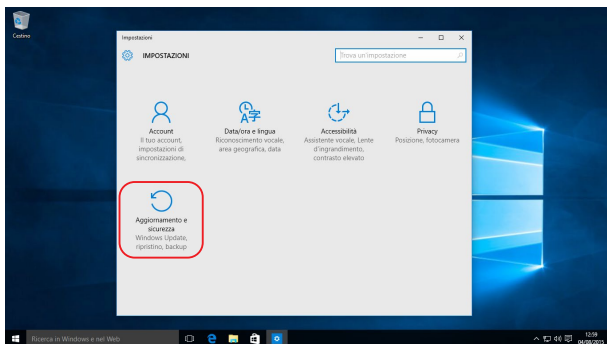 Cestino
Impostazioni
IMPOSTAZIONI
Trova un'impostazione
Account
Il tuo account,
impostazioni di
sincronizzazione,
Data/ora e lingua
Riconoscimento vocale,
area geografica, data
Accessibilità
Assistente vocale, Lente
d'ingrandimento,
contrasto elevato
Privacy
Posizione, fotocamera
Aggiornamento e
sicurezza
Windows Update,
ripristino, backup
Ricerca in Windows e nel Web
12:59
04/08/2015